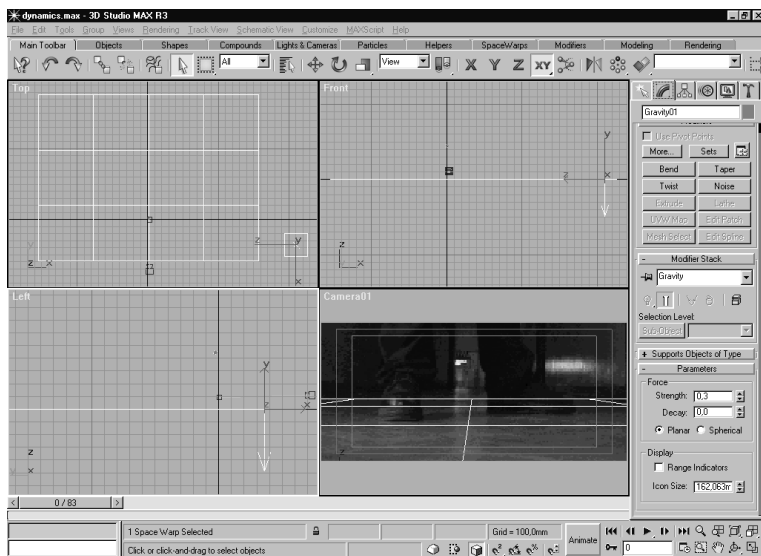 dynamics.max - 3D Studio MAX R3
File Edit Tools Group Views Rendering Track View Schematic View Customize MAXScript Help
Main Toolbar Objects Shapes Compounds Lights & Cameras Particles Helpers SpaceWarps Modifiers Modeling Rendering
All View X Y Z XY
Top Front
Gravity01
Use Pivot Points
More... Sets
Bend Taper
Twist Noise
Extrude Lathe
UVW Map Edit Patch
Mesh Select Edit Spline
- Modifier Stack
Gravity
Selection Level:
Sub-Object
+ Supports Objects of Type
- Parameters
Force
Strength: 0,3
Decay: 0,0
Planar Spherical
Display
Range Indicators
Icon Size: 162,063m
Left Camera01
y
z
x
< 0 / 83 >
1 Space Warp Selected Grid = 100,0mm Animate
Click or click-and-drag to select objects 0